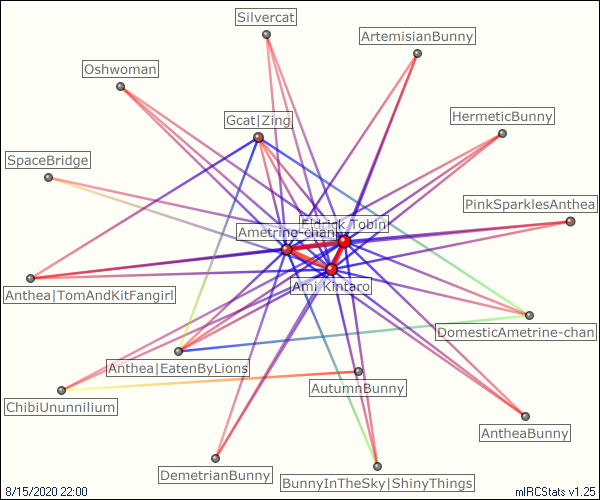 Silvercat
ArtemisianBunny
Oshwoman
HermeticBunny
Gcat|Zing
SpaceBridge
PinkSparklesAnthea
Eldrick Tobin
Ametrine-chan
Ami Kintaro
Anthea|TomAndKitFangirl
DomesticAmetrine-chan
Anthea|EatenByLions
AutumnBunny
ChibiUnunnilium
AntheaBunny
DemetrianBunny
BunnyInTheSky|ShinyThings
8/15/2020 22:00
mIRCStats v1.25